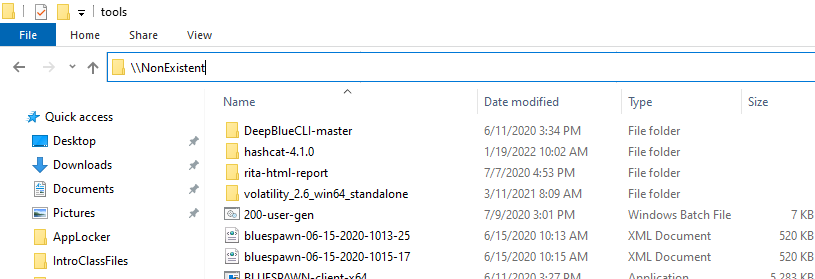 tools
File Home Share View
\\NonExistent
Name Date modified Type Size
Quick access
Desktop
Downloads
Documents
Pictures
AppLocker
IntroClassFiles
DeepBlueCLI-master 6/11/2020 3:34 PM File folder
hashcat-4.1.0 1/19/2022 10:02 AM File folder
rita-html-report 7/7/2020 4:53 PM File folder
volatility_2.6_win64_standalone 3/11/2021 8:09 AM File folder
200-user-gen 7/9/2020 3:01 PM Windows Batch File 7 KB
bluespawn-06-15-2020-1013-25 6/15/2020 10:13 AM XML Document 520 KB
bluespawn-06-15-2020-1015-17 6/15/2020 10:15 AM XML Document 520 KB
BLUESPAWN-client-x64 6/11/2020 3:27 PM Application 5,283 KB